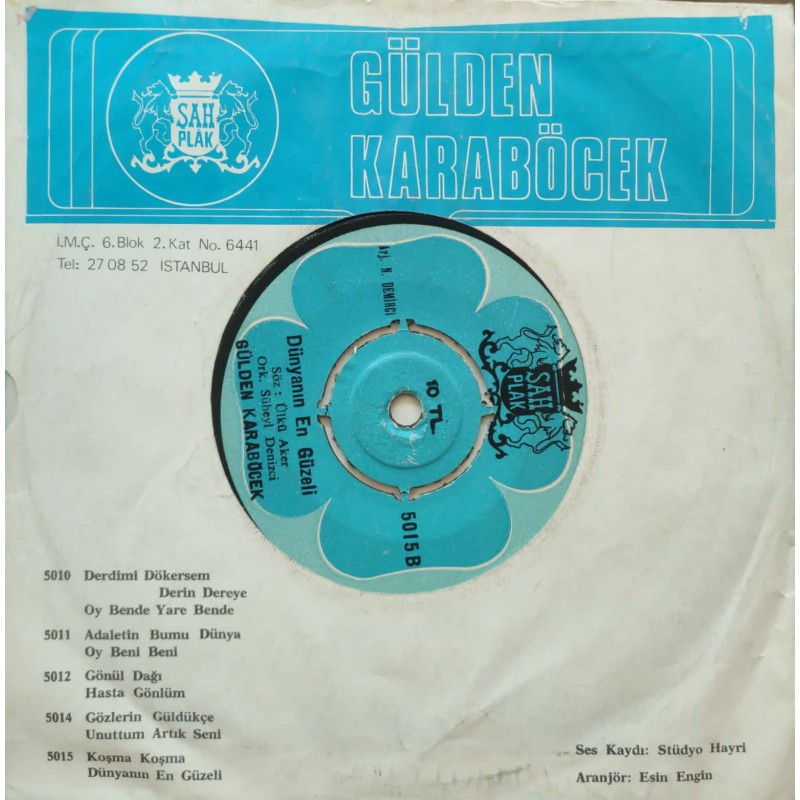 ŞAH
PLAK
GÜLDEN
KARABÖCEK
I.M.Ç. 6.Blok 2.Kat No. 6441
Tel: 27 08 52 İSTANBUL
Arj. N. DEMİRCİ
10 TL
Dünyanın En Güzeli
Söz : Ülkü Aker
Ork. Süheyl Denizci
GÜLDEN KARABÖCEK
ŞAH
PLAK
5015 B
5010 Derdimi Dökersem
Derin Dereye
Oy Bende Yare Bende
5011 Adaletin Bumu Dünya
Oy Beni Beni
5012 Gönül Dağı
Hasta Gönlüm
5014 Gözlerin Güldükçe
Unuttum Artık Seni
5015 Koşma Koşma
Dünyanın En Güzeli
Ses Kaydı: Stüdyo Hayri
Aranjör: Esin Engin